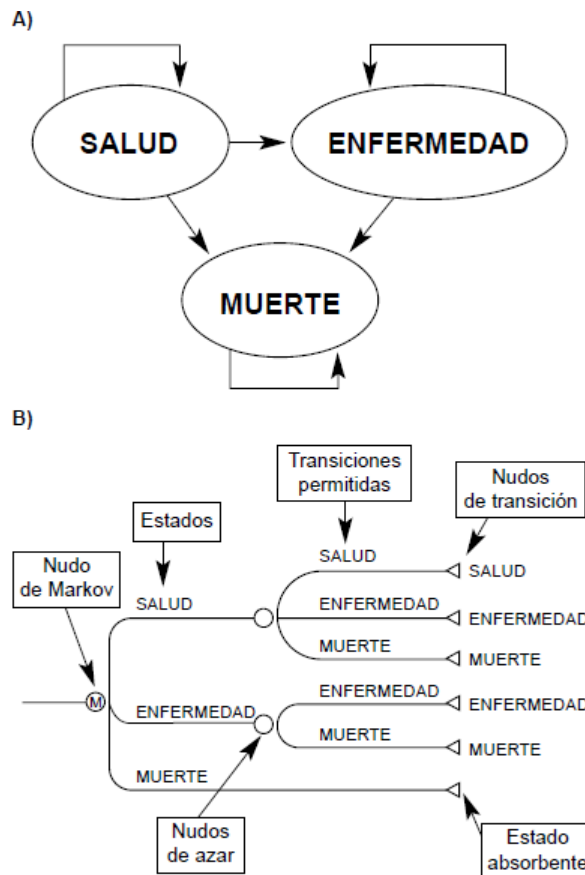 A)
SALUD
ENFERMEDAD
MUERTE
B)
Transiciones
permitidas
Nudos
de transición
Estados
Nudo
de Markov
SALUD
SALUD
SALUD
ENFERMEDAD
ENFERMEDAD
MUERTE
MUERTE
M
ENFERMEDAD
ENFERMEDAD
ENFERMEDAD
MUERTE
MUERTE
MUERTE
Nudos
de azar
Estado
absorbente